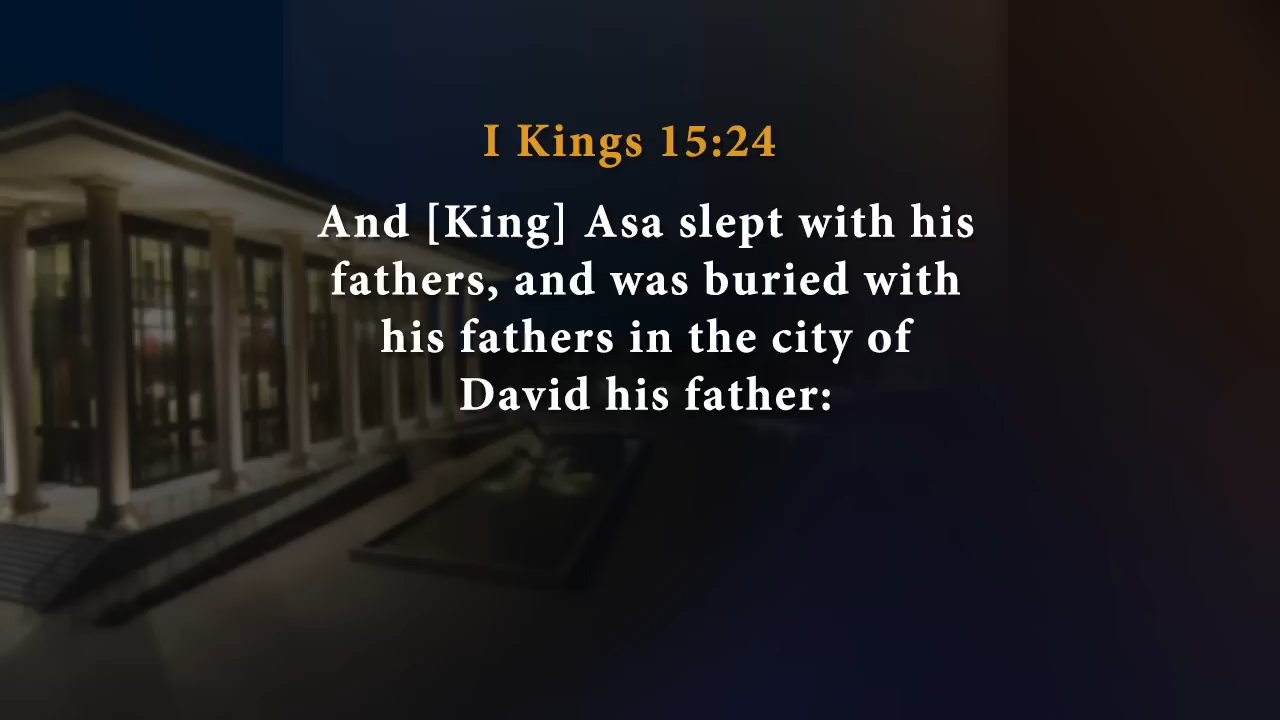 I Kings 15:24
And [King] Asa slept with his
fathers, and was buried with
his fathers in the city of
David his father: